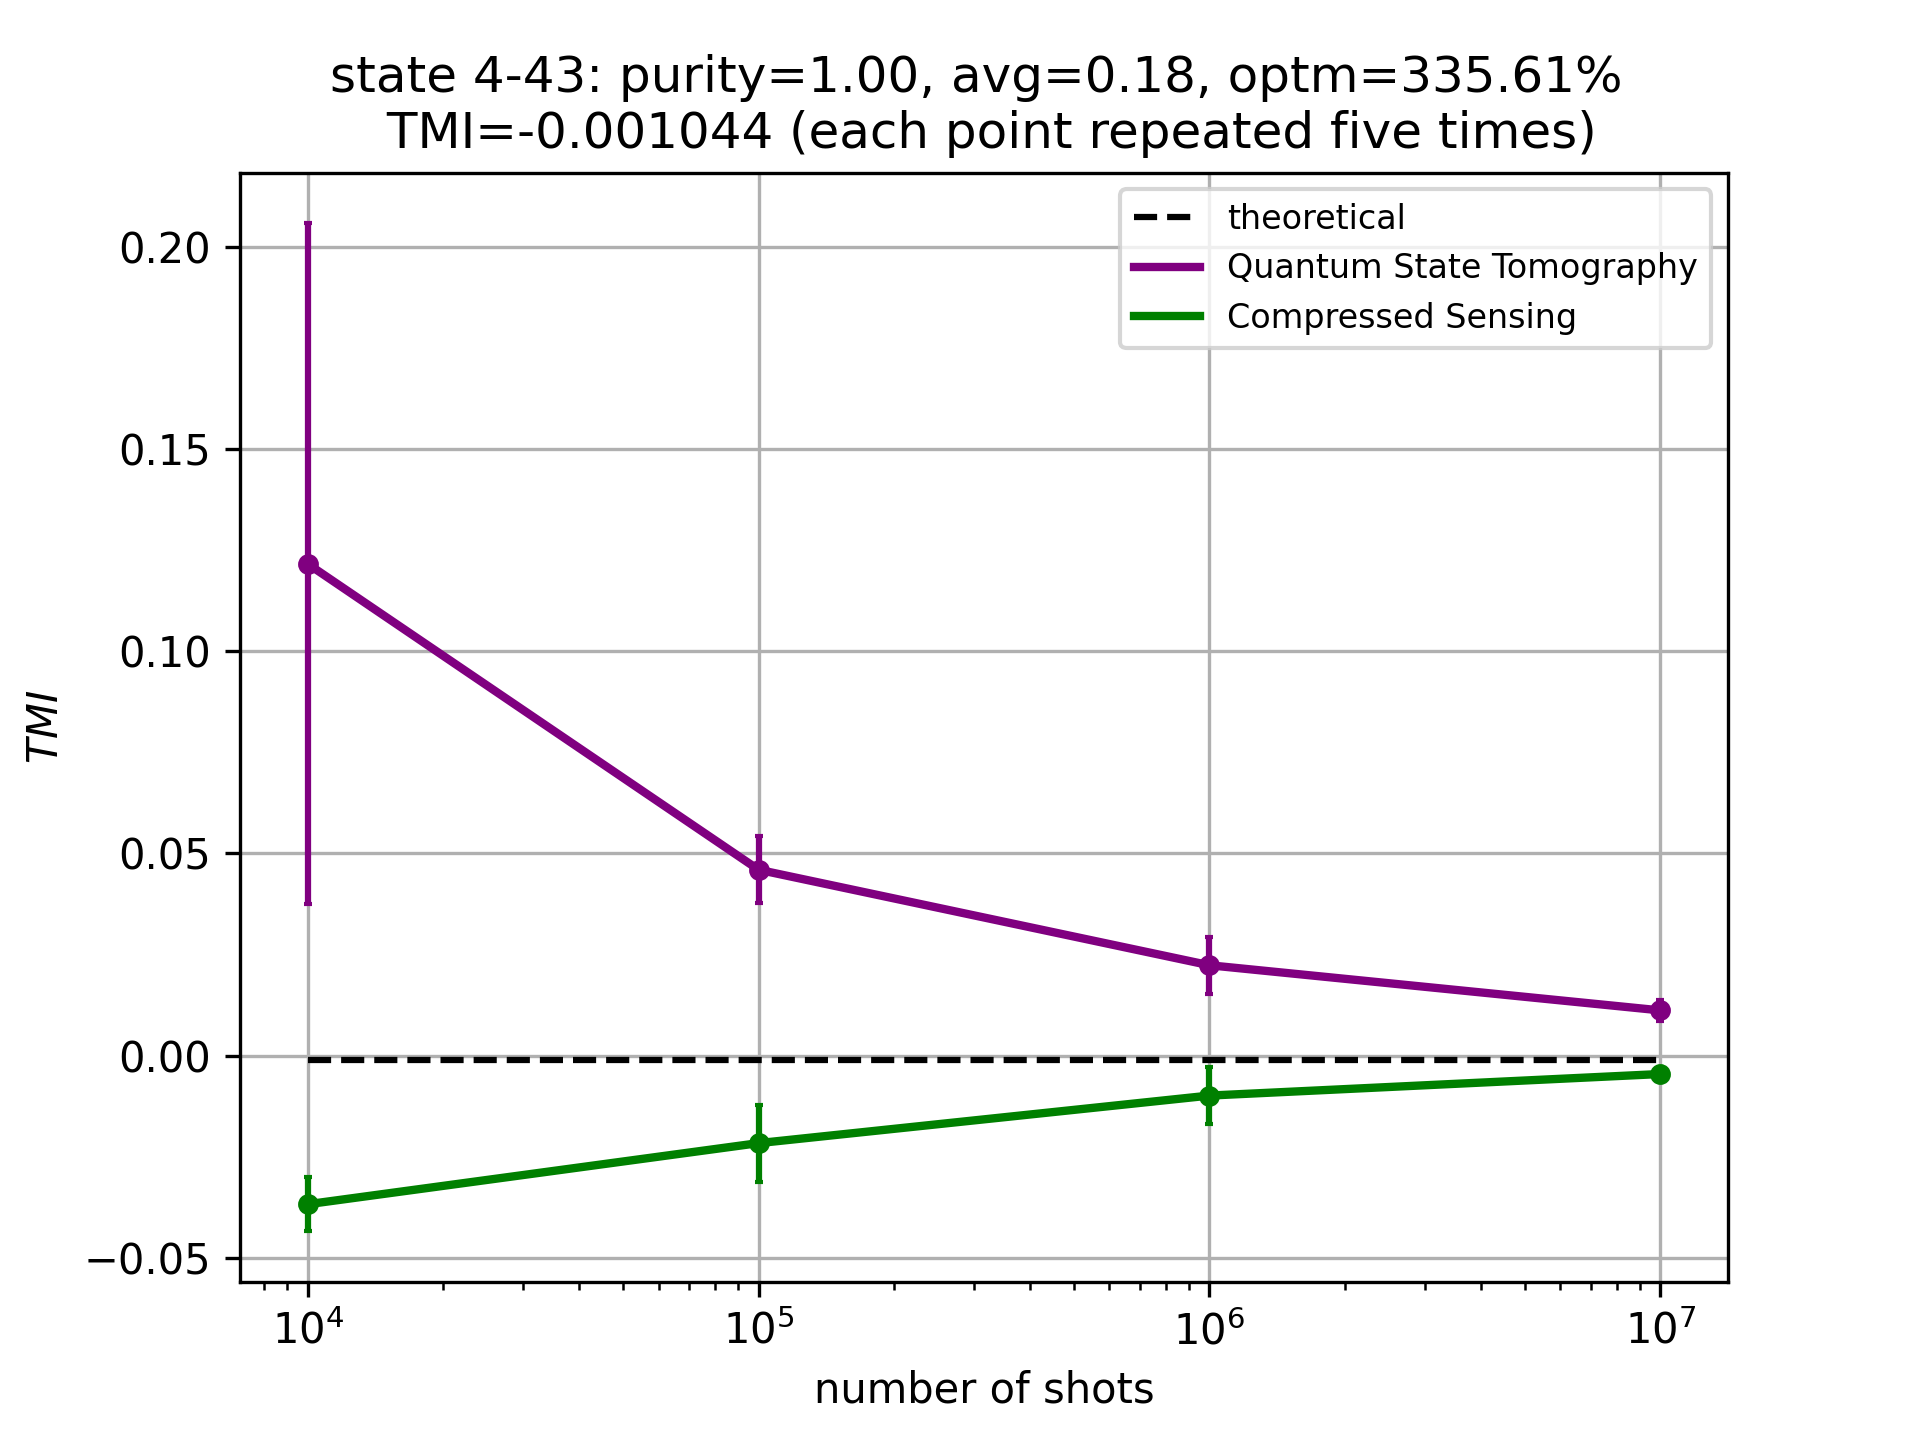 state 4-43: purity=1.00, avg=0.18, optm=335.61%
TMI=-0.001044 (each point repeated five times)
theoretical
Quantum State Tomography
Compressed Sensing
TMI
0.20
0.15
0.10
0.05
0.00
−0.05
10⁴ 10⁵ 10⁶ 10⁷
number of shots